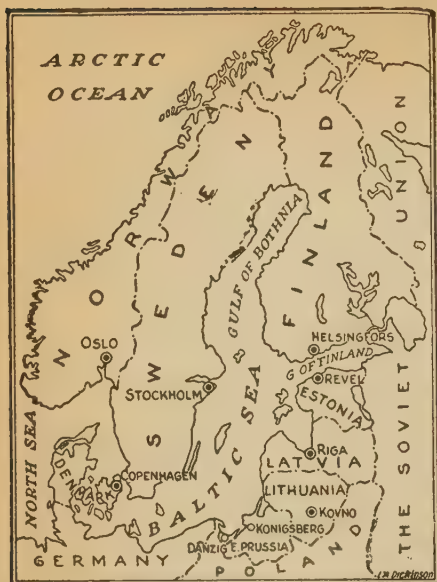 ARCTIC
OCEAN
NORWAY
SWEDEN
FINLAND
GULF OF BOTHNIA
THE SOVIET UNION
OSLO
HELSINGFORS
G OF FINLAND
REVEL
STOCKHOLM
ESTONIA
NORTH SEA
BALTIC SEA
RIGA
LATVIA
DENMARK
COPENHAGEN
LITHUANIA
KOVNO
KONIGSBERG
DANZIG
E. PRUSSIA
GERMANY
POLAND